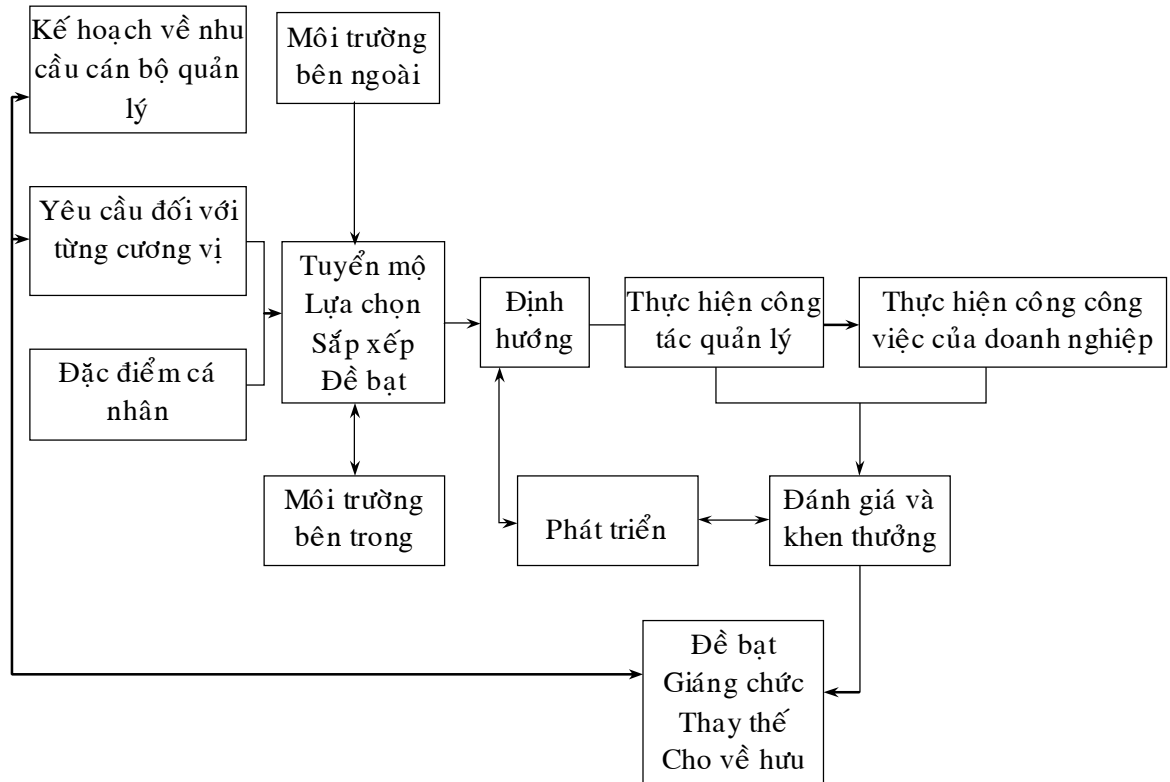 Kế hoạch về nhu
cầu cán bộ quản
lý
Môi trường
bên ngoài
Yêu cầu đối với
từng cương vị
Đặc điểm cá
nhân
Tuyển mộ
Lựa chọn
Sắp xếp
Đề bạt
Định
hướng
Thực hiện công
tác quản lý
Thực hiện công công
việc của doanh nghiệp
Môi trường
bên trong
Phát triển
Đánh giá và
khen thưởng
Đề bạt
Giáng chức
Thay thế
Cho về hưu